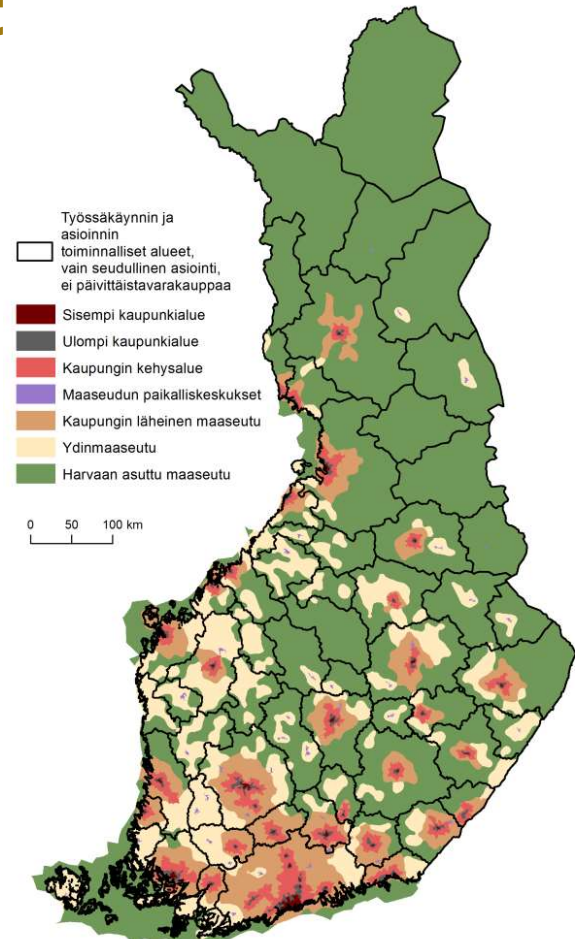 Työssäkäynnin ja
asioinnin
toiminnalliset alueet,
vain seudullinen asiointi,
ei päivittäistavarakauppaa
Sisempi kaupunkialue
Ulompi kaupunkialue
Kaupungin kehysalue
Maaseudun paikalliskeskukset
Kaupungin läheinen maaseutu
Ydinmaaseutu
Harvaan asuttu maaseutu
0 50 100 km